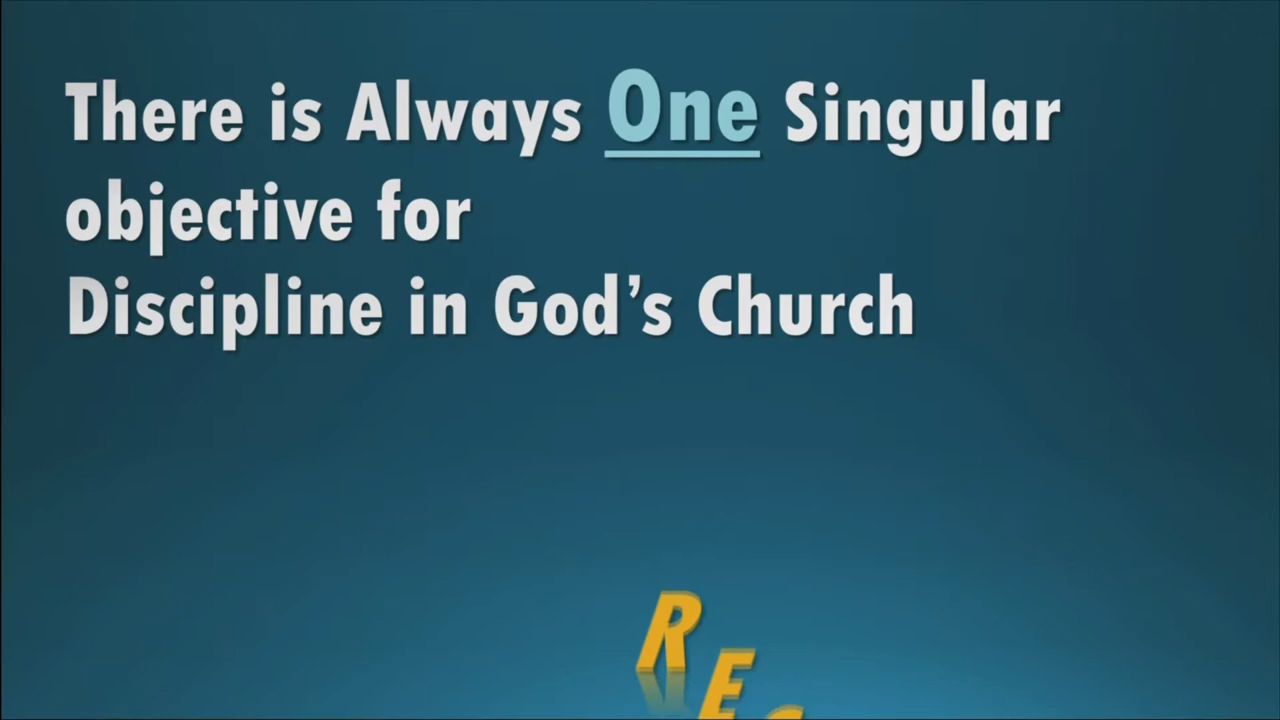 There is Always One Singular
objective for
Discipline in God's Church
R
E